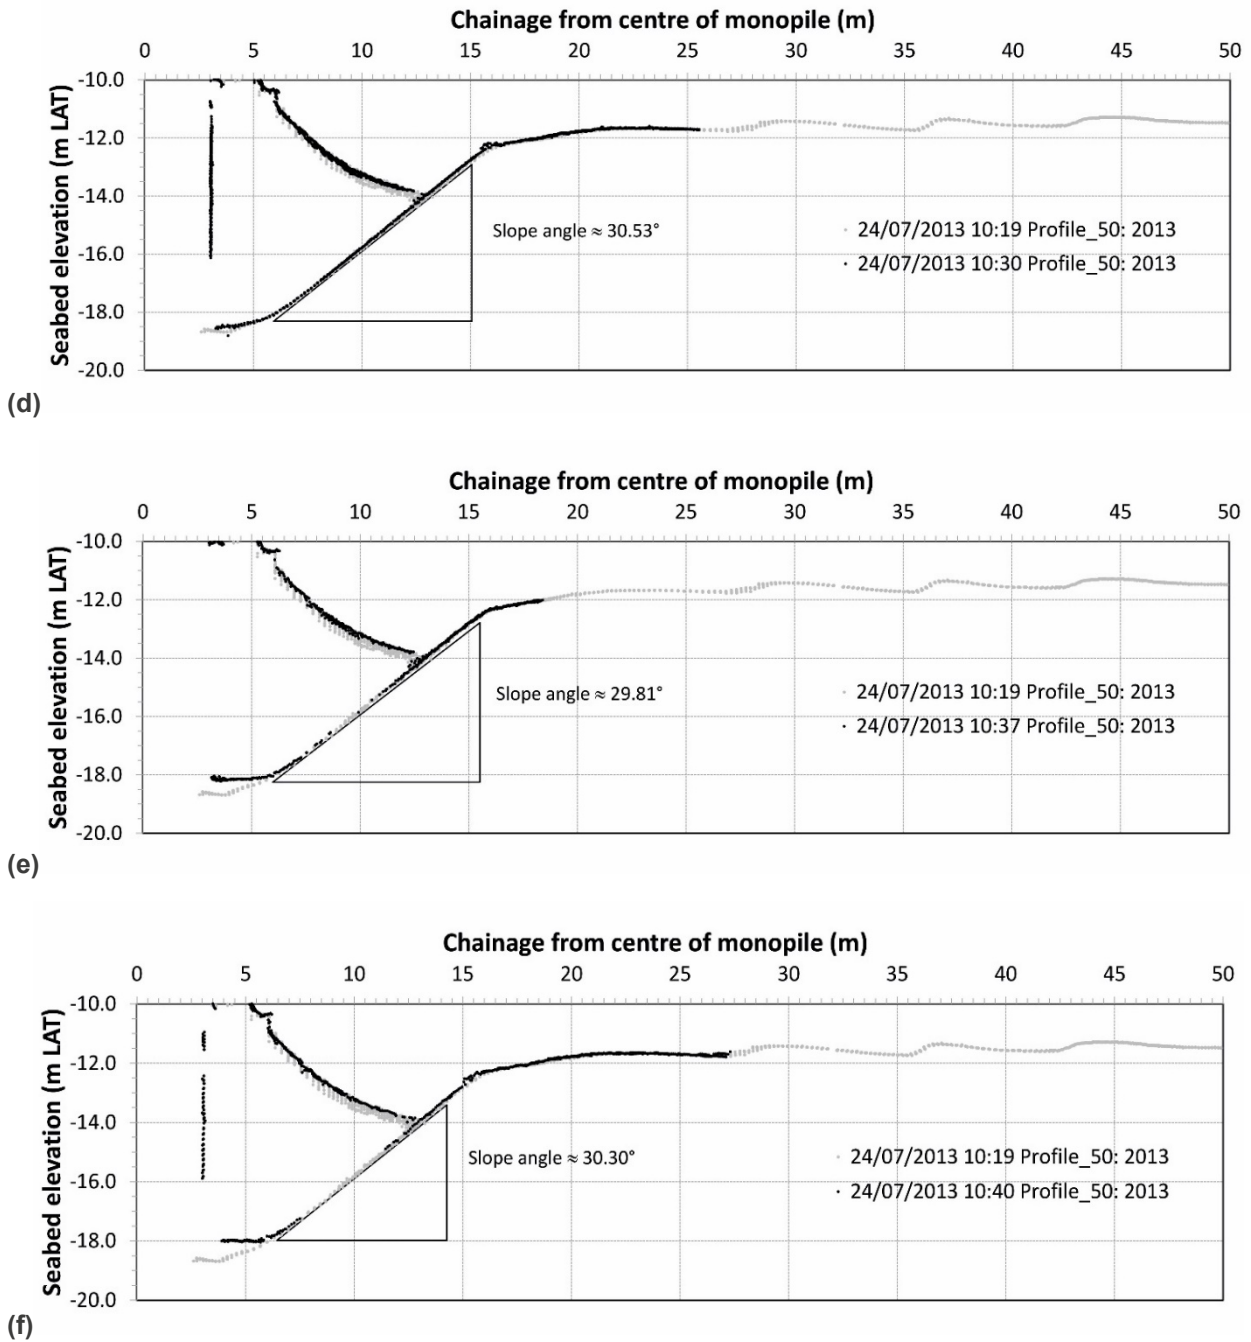 Chainage from centre of monopile (m)
0 5 10 15 20 25 30 35 40 45 50
Seabed elevation (m LAT)
-10.0
-12.0
-14.0
-16.0
-18.0
-20.0
Slope angle ≈ 30.53°
24/07/2013 10:19 Profile_50: 2013
24/07/2013 10:30 Profile_50: 2013
(d)
Chainage from centre of monopile (m)
0 5 10 15 20 25 30 35 40 45 50
Seabed elevation (m LAT)
-10.0
-12.0
-14.0
-16.0
-18.0
-20.0
Slope angle ≈ 29.81°
24/07/2013 10:19 Profile_50: 2013
24/07/2013 10:37 Profile_50: 2013
(e)
Chainage from centre of monopile (m)
0 5 10 15 20 25 30 35 40 45 50
Seabed elevation (m LAT)
-10.0
-12.0
-14.0
-16.0
-18.0
-20.0
Slope angle ≈ 30.30°
24/07/2013 10:19 Profile_50: 2013
24/07/2013 10:40 Profile_50: 2013
(f)